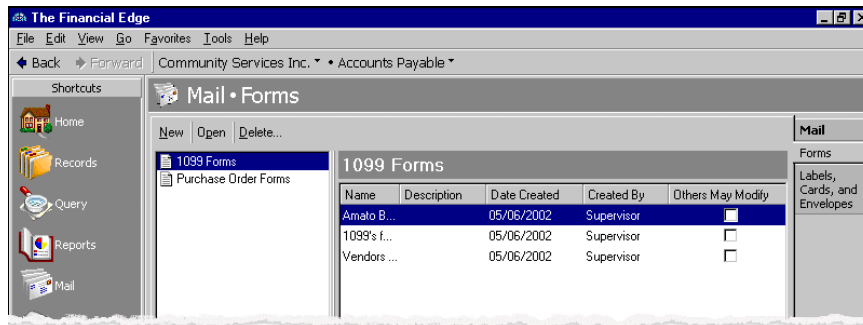 The Financial Edge
File Edit View Go Favorites Tools Help
Back Forward Community Services Inc. • Accounts Payable
Shortcuts
Mail • Forms
Home
New Open Delete...
Mail
Records
1099 Forms
Purchase Order Forms
1099 Forms
Forms
Labels, Cards, and Envelopes
Name Description Date Created Created By Others May Modify
Query
Amato B... 05/06/2002 Supervisor
1099's f... 05/06/2002 Supervisor
Reports
Vendors ... 05/06/2002 Supervisor
Mail